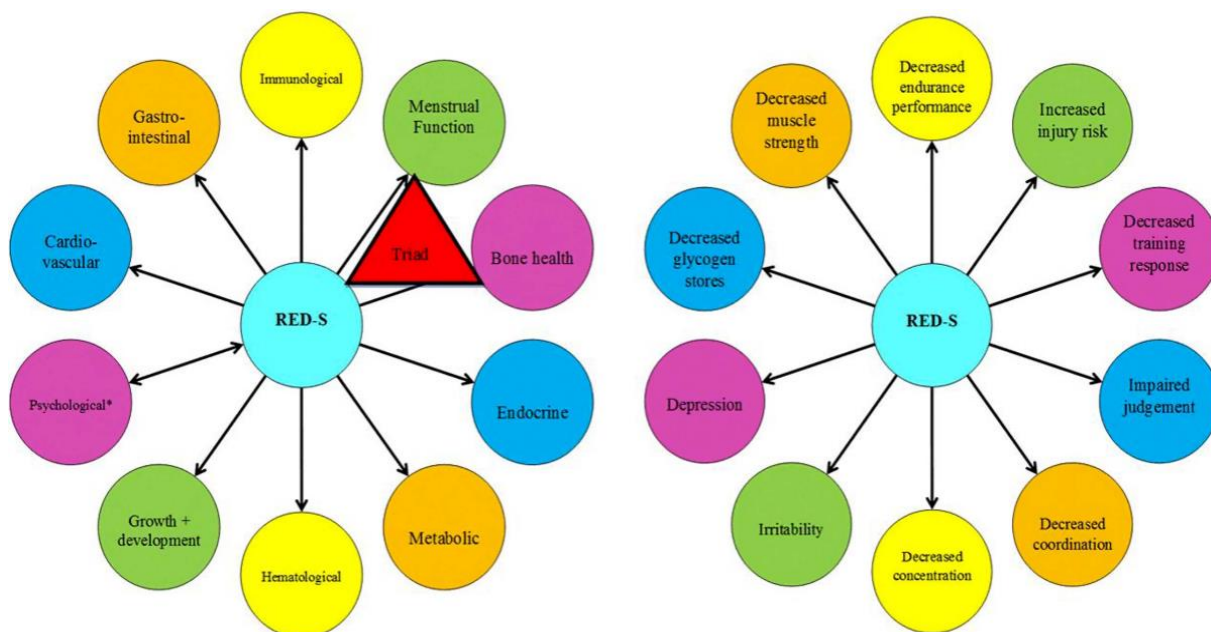 Immunological
Menstrual
Function
Bone health
Endocrine
Metabolic
Hematological
Growth +
development
Psychological*
Cardio-
vascular
Gastro-
intestinal
Triad
RED-S
Decreased
endurance
performance
Increased
injury risk
Decreased
training
response
Impaired
judgement
Decreased
coordination
Decreased
concentration
Irritability
Depression
Decreased
glycogen
stores
Decreased
muscle
strength
RED-S